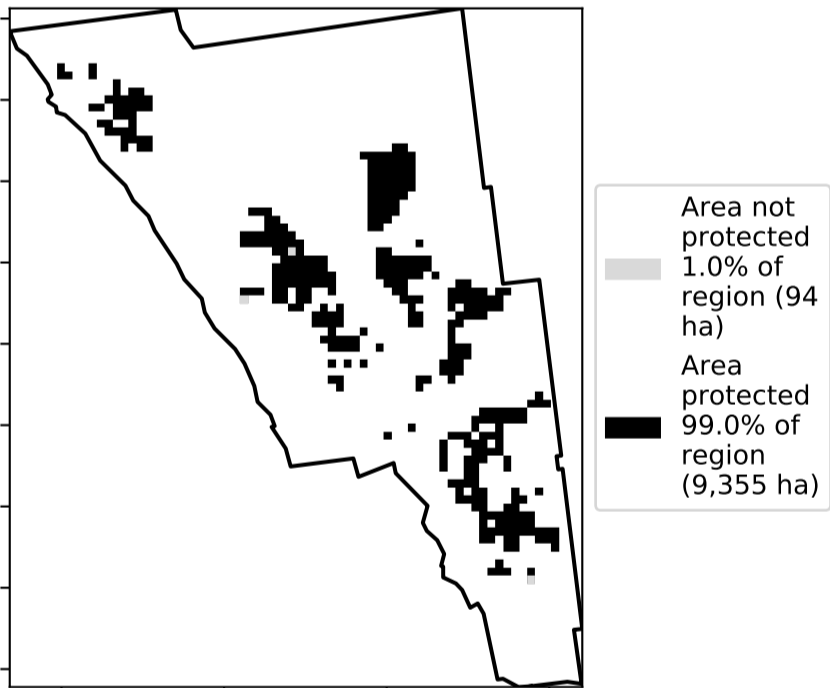 Area not
protected
1.0% of
region (94
ha)
Area
protected
99.0% of
region
(9,355 ha)